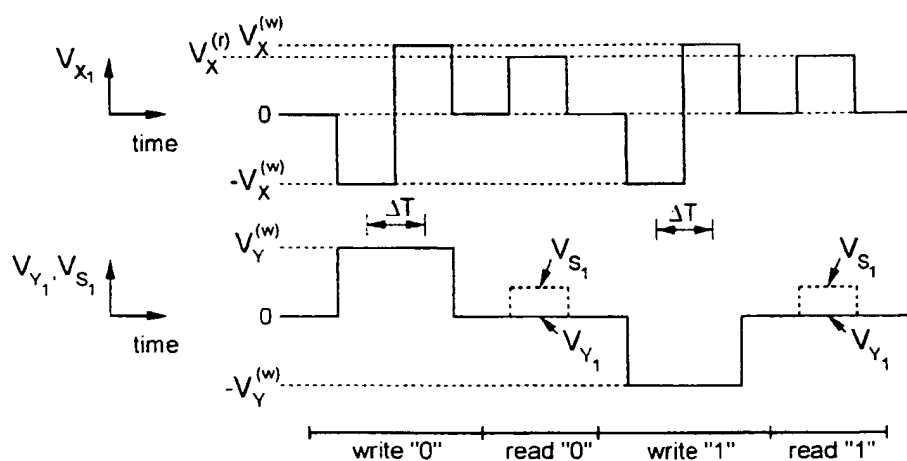 V_X^(r) V_X^(w)
V_X1
0
time
-V_X^(w)
ΔT ΔT
V_Y^(w)
V_S1 V_S1
V_Y1, V_S1
0
time
V_Y1 V_Y1
-V_Y^(w)
write "0" read "0" write "1" read "1"